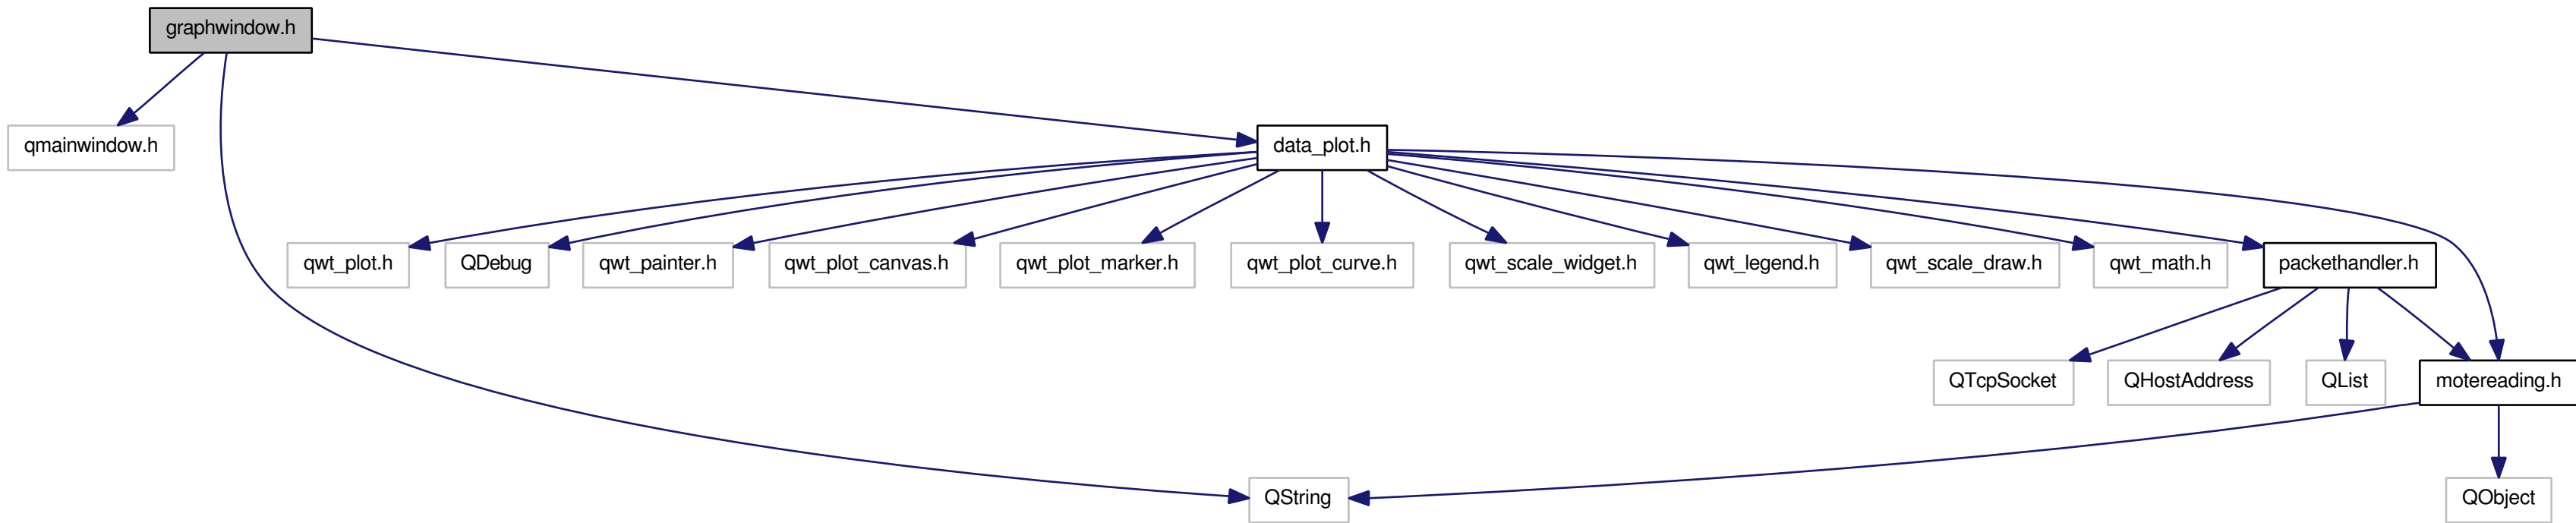 graphwindow.h
qmainwindow.h
data_plot.h
qwt_plot.h
QDebug
qwt_painter.h
qwt_plot_canvas.h
qwt_plot_marker.h
qwt_plot_curve.h
qwt_scale_widget.h
qwt_legend.h
qwt_scale_draw.h
qwt_math.h
packethandler.h
QTcpSocket
QHostAddress
QList
motereading.h
QString
QObject